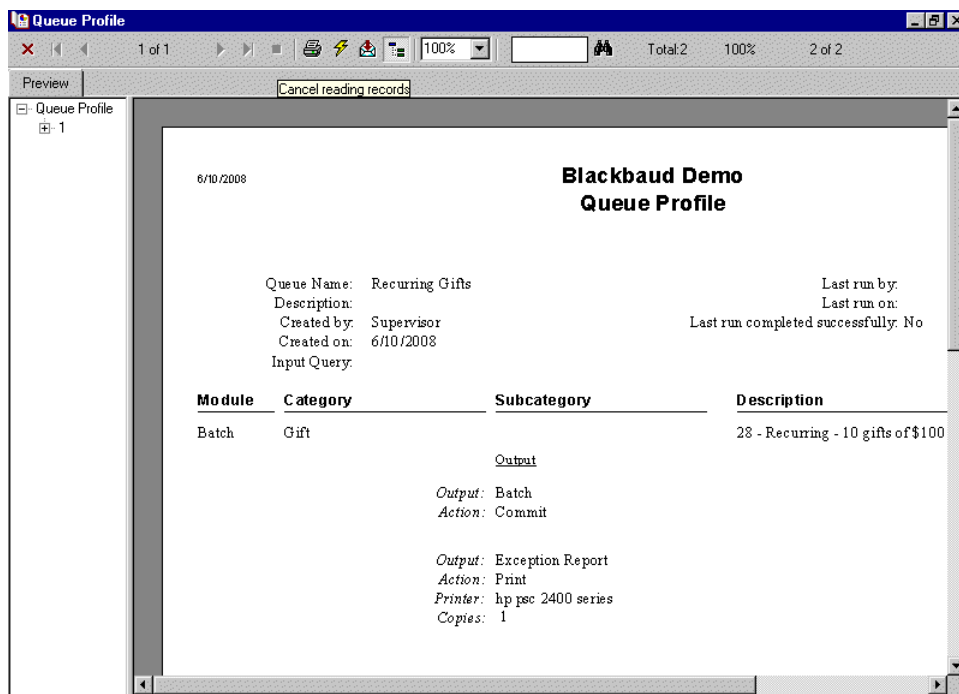 Queue Profile
1 of 1 100% Total:2 100% 2 of 2
Preview
Cancel reading records
Queue Profile
1
6/10/2008
Blackbaud Demo
Queue Profile
Queue Name: Recurring Gifts Last run by:
Description: Last run on:
Created by: Supervisor Last run completed successfully: No
Created on: 6/10/2008
Input Query:
Module Category Subcategory Description
Batch Gift 28 - Recurring - 10 gifts of $100
Output
Output: Batch
Action: Commit
Output: Exception Report
Action: Print
Printer: hp psc 2400 series
Copies: 1